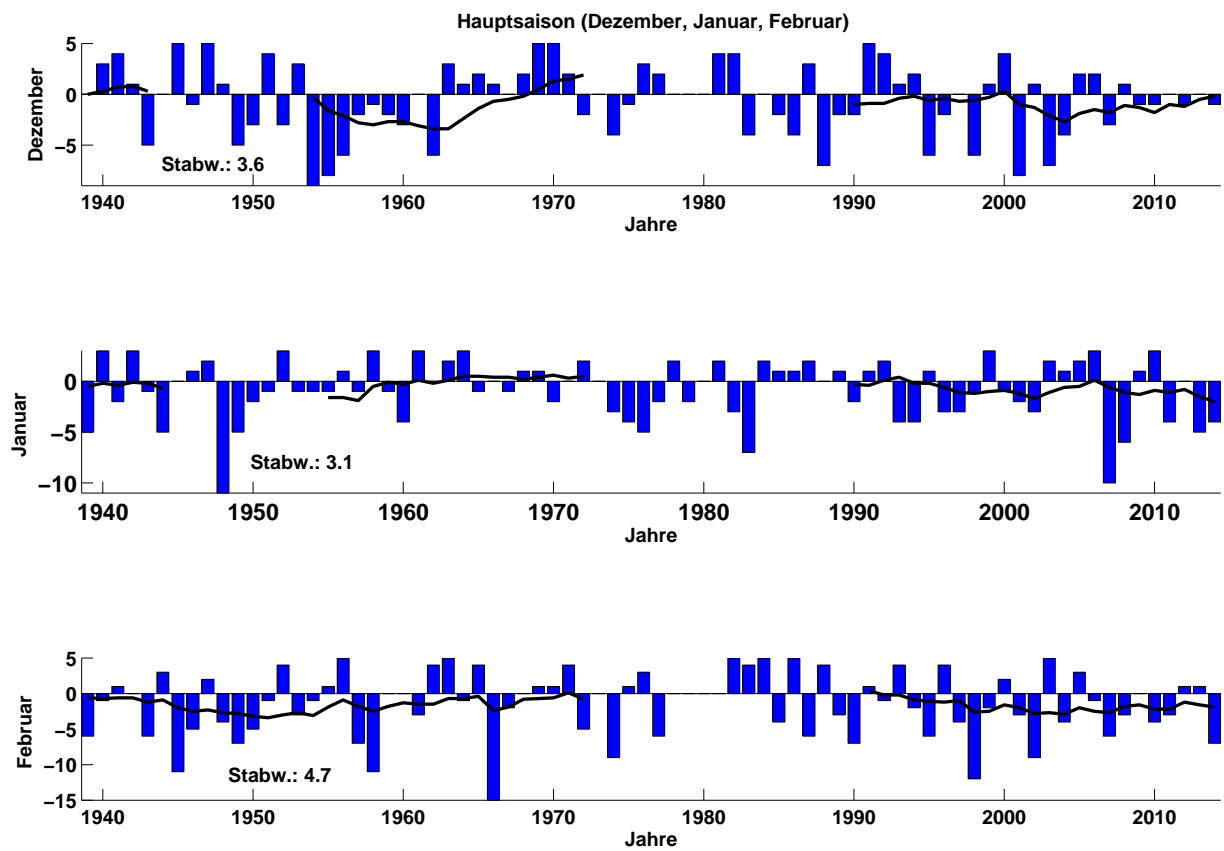 Hauptsaison (Dezember, Januar, Februar)
5
0
−5
Dezember
Stabw.: 3.6
1940 1950 1960 1970 1980 1990 2000 2010
Jahre
0
−5
−10
Januar
Stabw.: 3.1
1940 1950 1960 1970 1980 1990 2000 2010
Jahre
5
0
−5
−10
−15
Februar
Stabw.: 4.7
1940 1950 1960 1970 1980 1990 2000 2010
Jahre